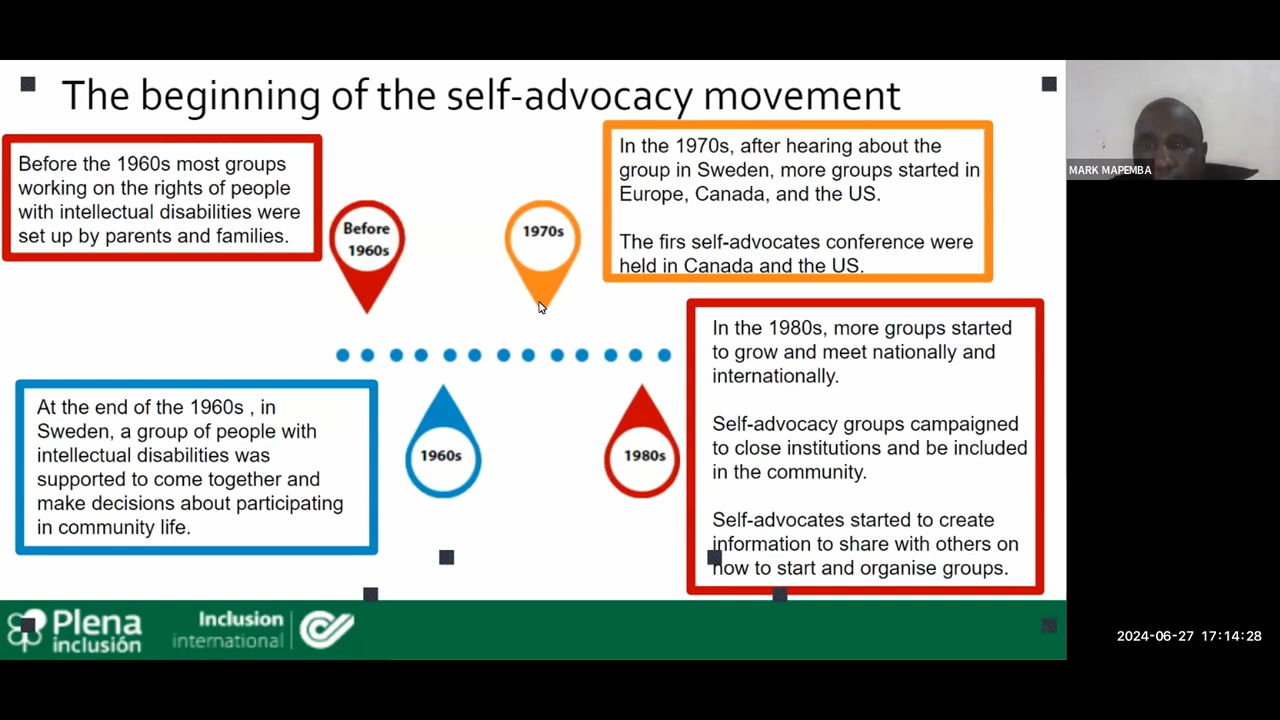 The beginning of the self-advocacy movement
Before the 1960s most groups
working on the rights of people
with intellectual disabilities were
set up by parents and families.
Before
1960s
1970s
In the 1970s, after hearing about the
group in Sweden, more groups started in
Europe, Canada, and the US.
The firs self-advocates conference were
held in Canada and the US.
MARK MAPEMBA
At the end of the 1960s , in
Sweden, a group of people with
intellectual disabilities was
supported to come together and
make decisions about participating
in community life.
1960s
1980s
In the 1980s, more groups started
to grow and meet nationally and
internationally.
Self-advocacy groups campaigned
to close institutions and be included
in the community.
Self-advocates started to create
information to share with others on
how to start and organise groups.
Plena
inclusión
Inclusion
international
2024-06-27 17:14:28